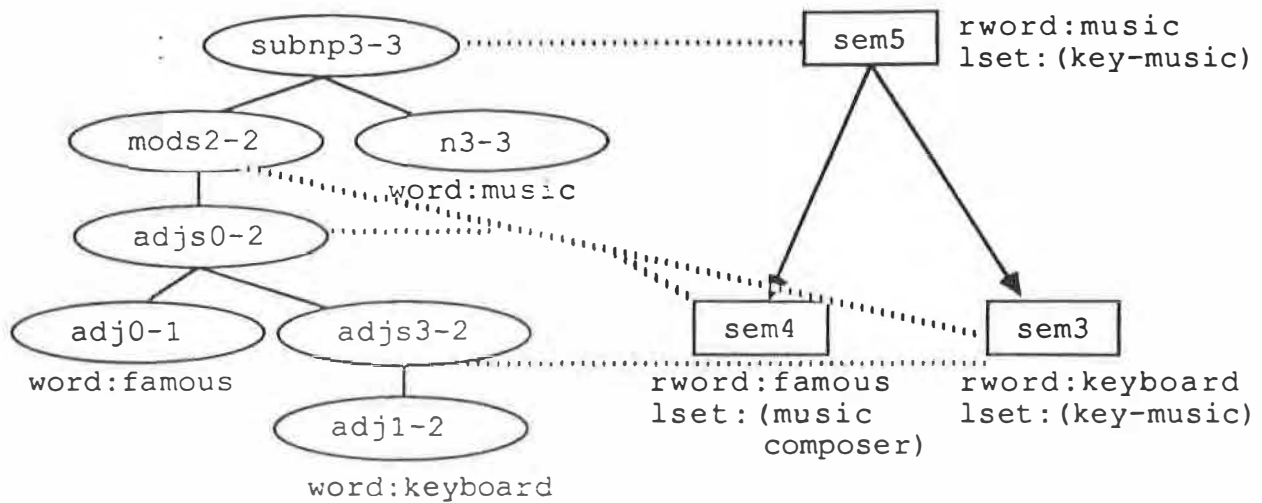 subnp3-3
sem5
rword:music
lset:(key-music)
mods2-2
n3-3
word:music
adjs0-2
adj0-1
adjs3-2
sem4
sem3
word:famous
rword:famous
lset:(music
composer)
rword:keyboard
lset:(key-music)
adj1-2
word:keyboard